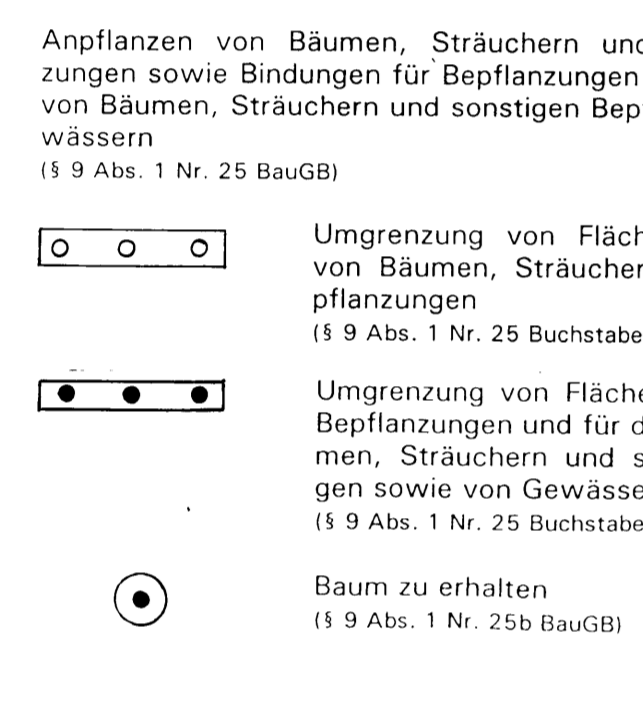 Anpflanzen von Bäumen, Sträuchern und
zungen sowie Bindungen für Bepflanzungen
von Bäumen, Sträuchern und sonstigen Bep
wässern
(§ 9 Abs. 1 Nr. 25 BauGB)
Umgrenzung von Fläch
von Bäumen, Sträucher
pflanzungen
(§ 9 Abs. 1 Nr. 25 Buchstabe
Umgrenzung von Fläche
Bepflanzungen und für d
men, Sträuchern und s
gen sowie von Gewässe
(§ 9 Abs. 1 Nr. 25 Buchstabe
Baum zu erhalten
(§ 9 Abs. 1 Nr. 25b BauGB)